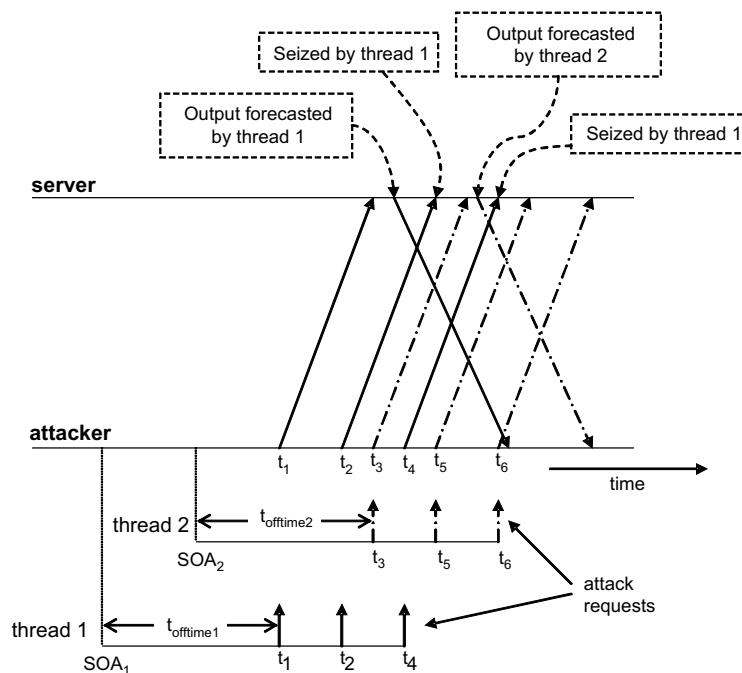 Output forecasted
by thread 2
Seized by thread 1
Output forecasted
by thread 1
Seized by thread 1
server
attacker
t1 t2 t3 t4 t5 t6
time
thread 2
tofftime2
SOA2
t3 t5 t6
attack
requests
thread 1
tofftime1
SOA1
t1 t2 t4